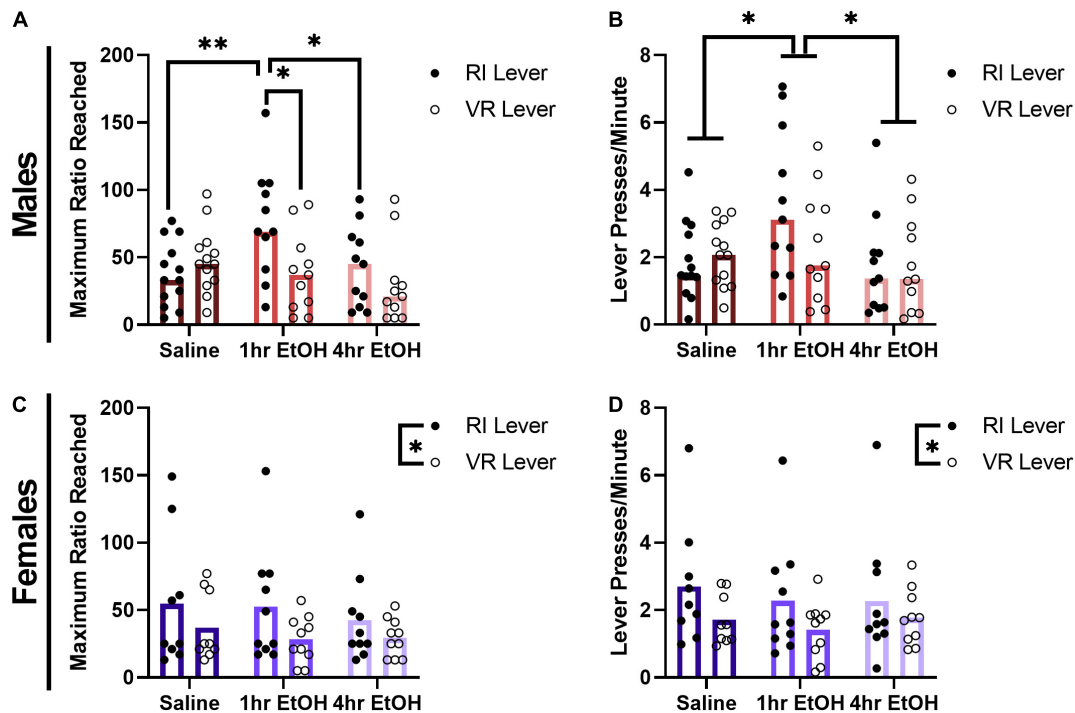 A
Males
Maximum Ratio Reached
200
150
100
50
0
**
*
*
Saline
1hr EtOH
4hr EtOH
RI Lever
VR Lever
B
Lever Presses/Minute
8
6
4
2
0
*
*
Saline
1hr EtOH
4hr EtOH
RI Lever
VR Lever
C
Females
Maximum Ratio Reached
200
150
100
50
0
Saline
1hr EtOH
4hr EtOH
RI Lever
*
VR Lever
D
Lever Presses/Minute
8
6
4
2
0
Saline
1hr EtOH
4hr EtOH
RI Lever
*
VR Lever